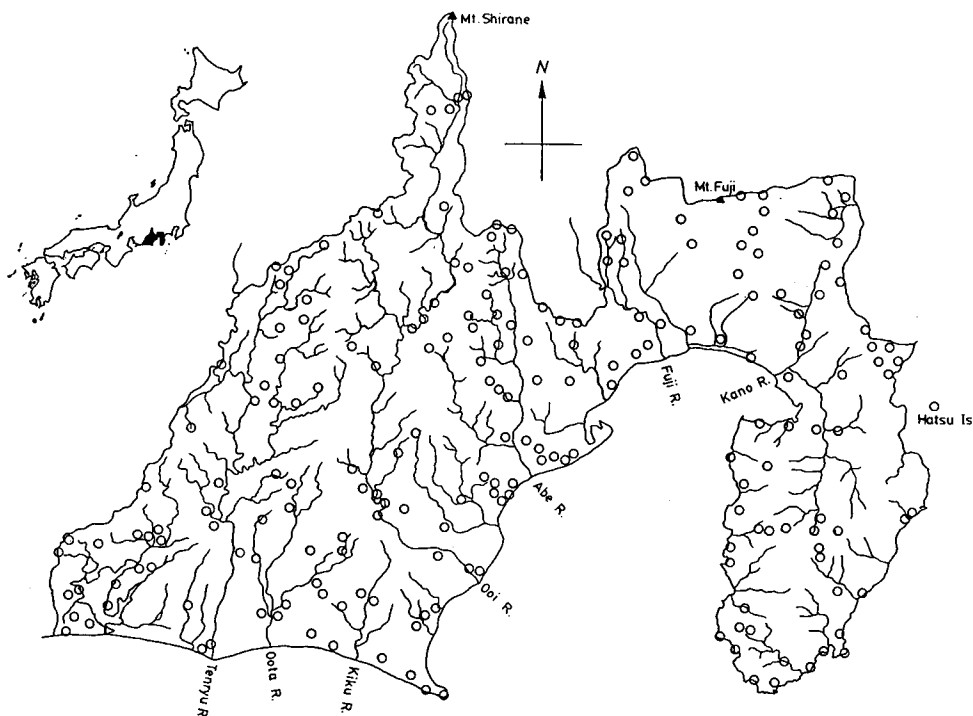 Mt. Shirane
N
Mt. Fuji
Hatsu Is
Kano R.
Fuji R.
Abe R.
Ooi R.
Kiku R.
Oota R.
Tenryu R